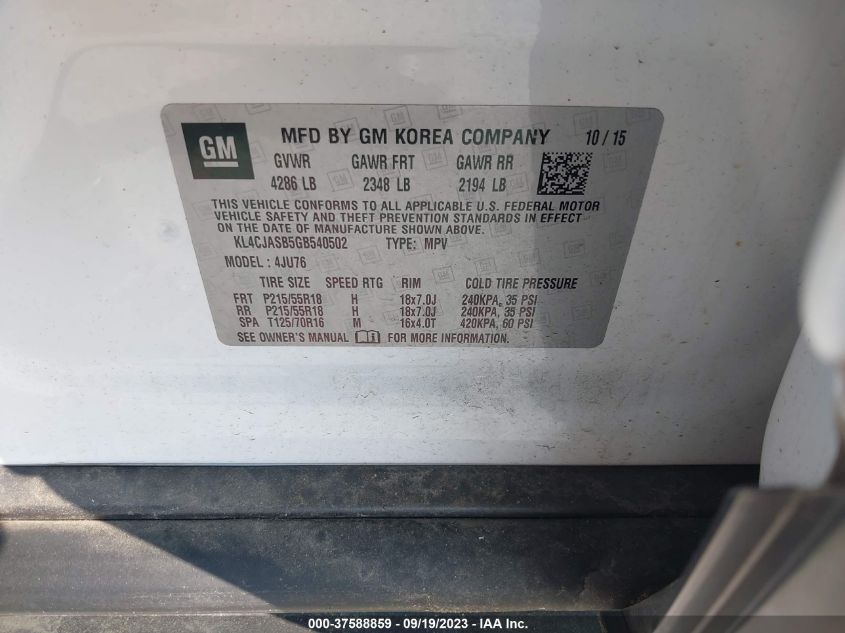 GM
MFD BY GM KOREA COMPANY 10 / 15
GVWR GAWR FRT GAWR RR
4286 LB 2348 LB 2194 LB
THIS VEHICLE CONFORMS TO ALL APPLICABLE U.S. FEDERAL MOTOR
VEHICLE SAFETY AND THEFT PREVENTION STANDARDS IN EFFECT
ON THE DATE OF MANUFACTURE SHOWN ABOVE.
KL4CJASB5GB540502 TYPE: MPV
MODEL : 4JU76
TIRE SIZE SPEED RTG RIM COLD TIRE PRESSURE
FRT P215/55R18 H 18x7.0J 240KPA, 35 PSI
RR P215/55R18 H 18x7.0J 240KPA, 35 PSI
SPA T125/70R16 M 16x4.0T 420KPA, 60 PSI
SEE OWNER'S MANUAL FOR MORE INFORMATION.
000-37588859 - 09/19/2023 - IAA Inc.